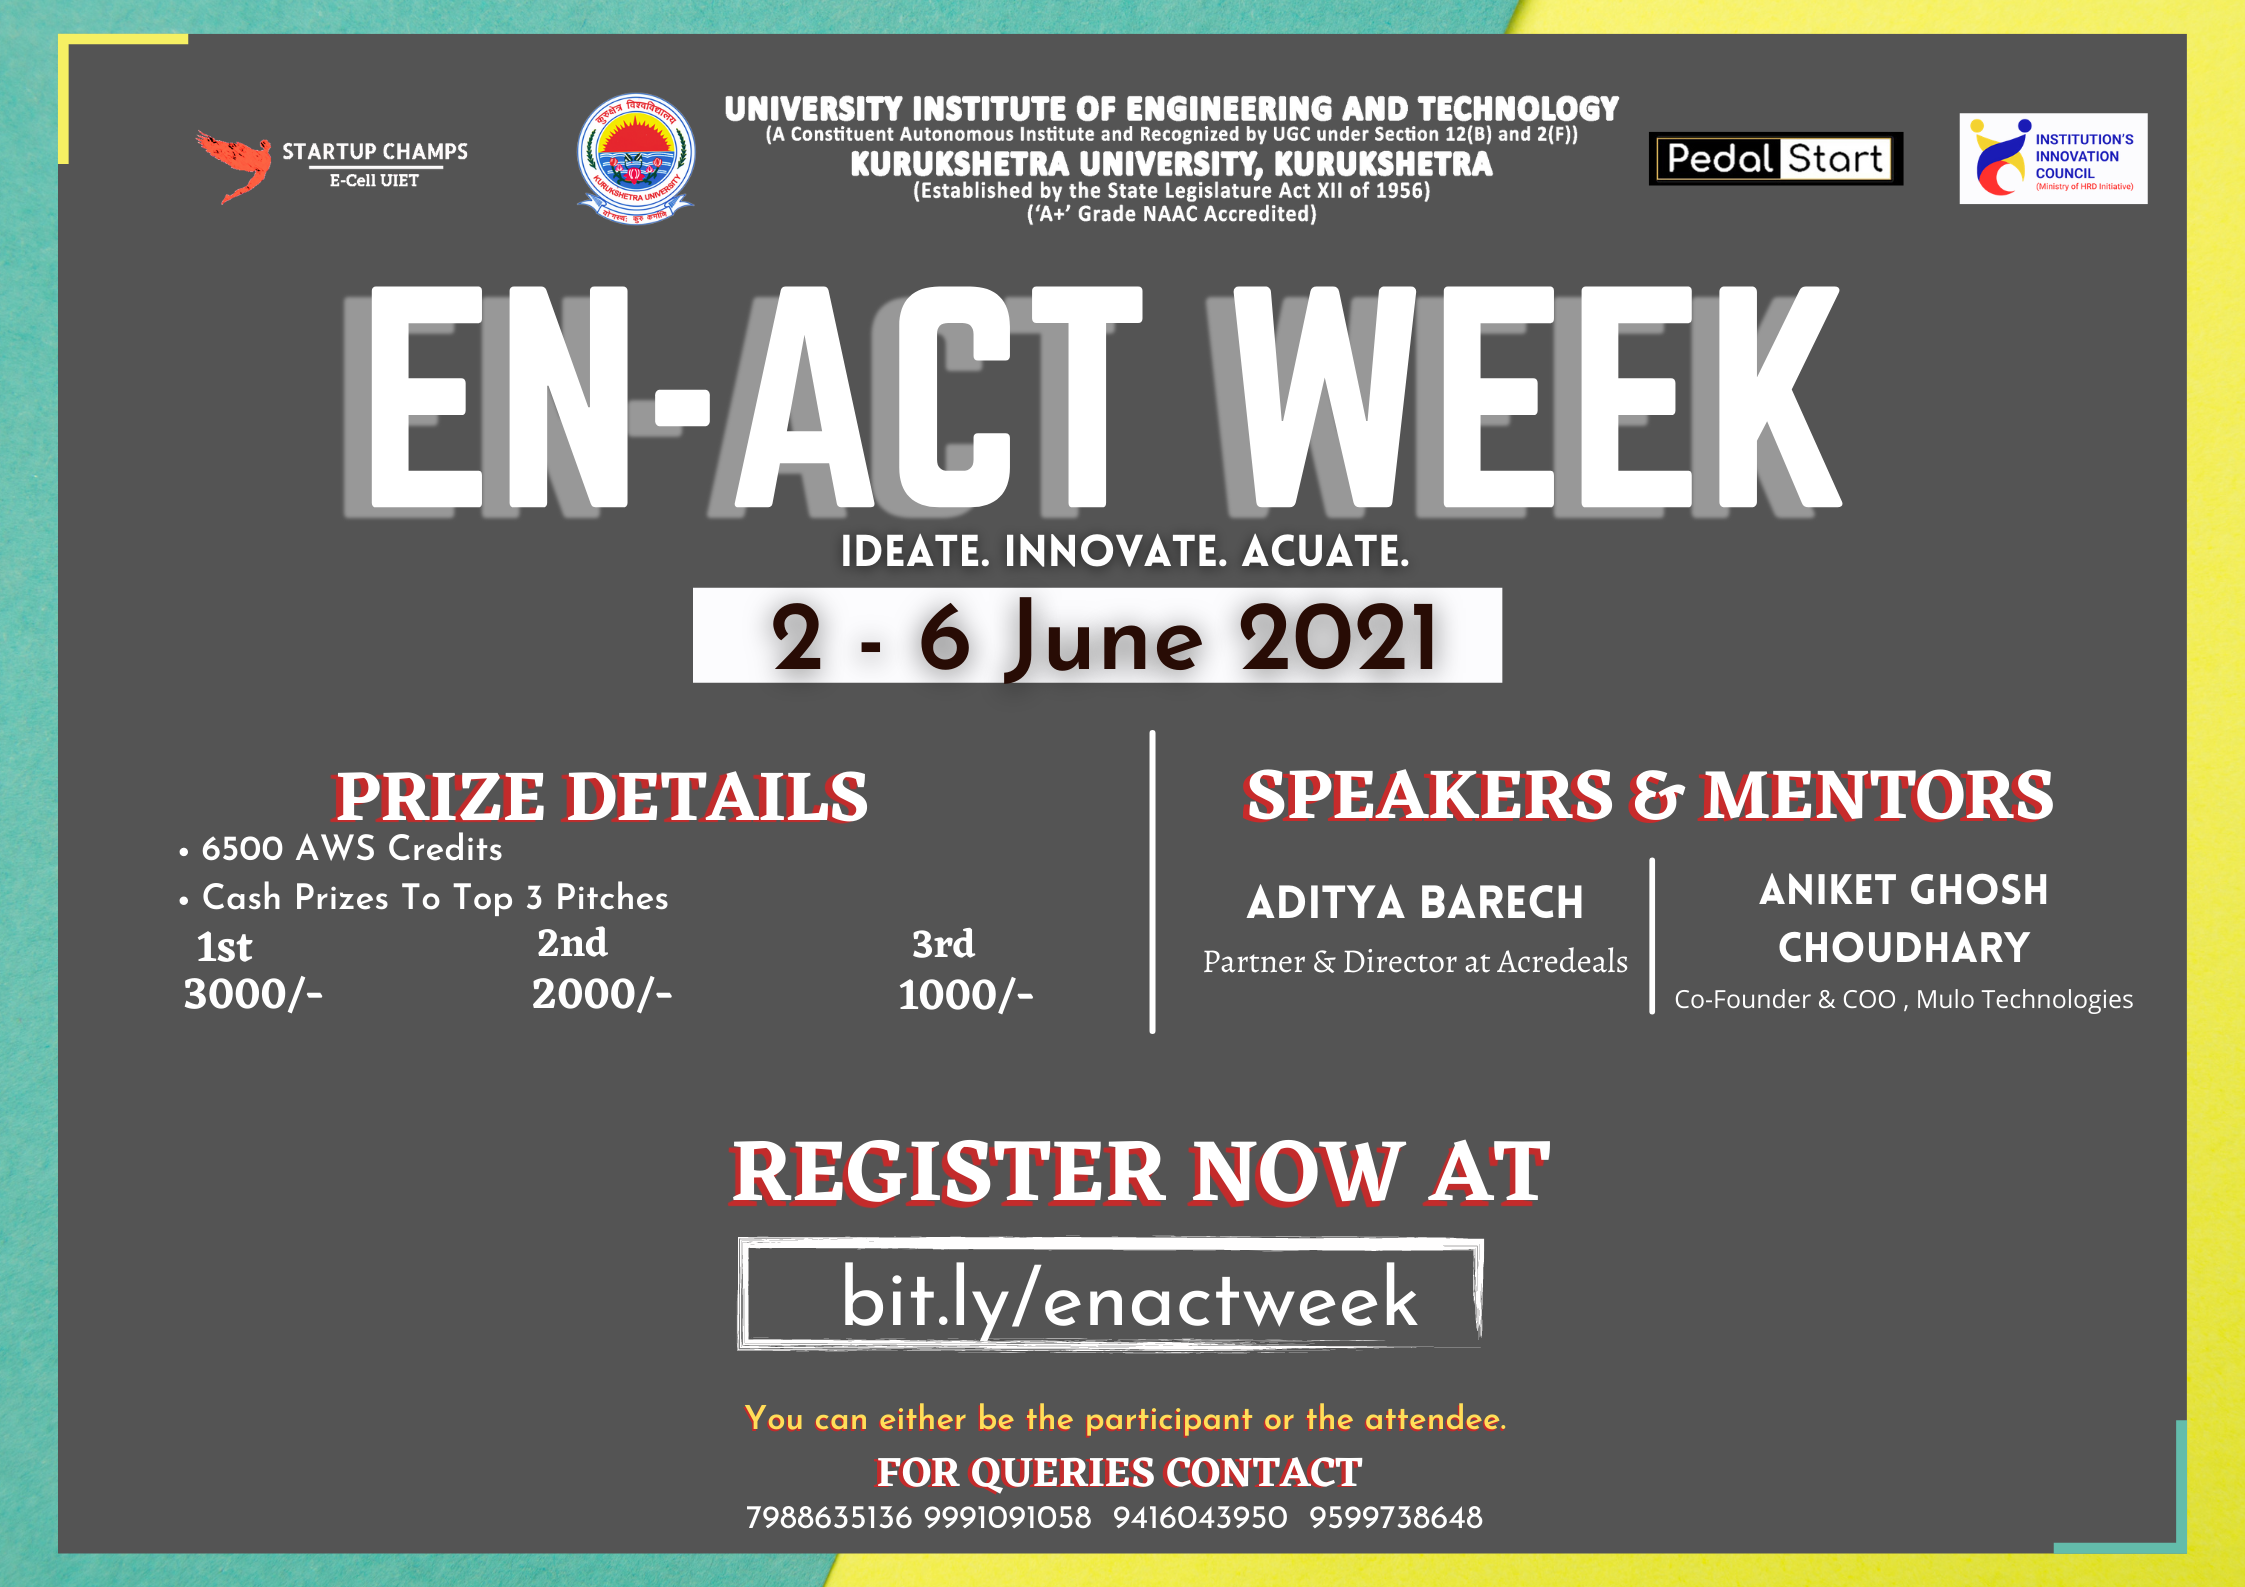 STARTUP CHAMPS
E-Cell UIET
कुरुक्षेत्र विश्वविद्यालय
KURUKSHETRA UNIVERSITY
UNIVERSITY INSTITUTE OF ENGINEERING AND TECHNOLOGY
(A Constituent Autonomous Institute and Recognized by UGC under Section 12(B) and 2(F))
KURUKSHETRA UNIVERSITY, KURUKSHETRA
(Established by the State Legislature Act XII of 1956)
(‘A+’ Grade NAAC Accredited)
Pedal Start
INSTITUTION'S
INNOVATION
COUNCIL
(Ministry of HRD Initiative)
EN-ACT WEEK
IDEATE. INNOVATE. ACUATE.
2 - 6 June 2021
PRIZE DETAILS
• 6500 AWS Credits
• Cash Prizes To Top 3 Pitches
1st 2nd 3rd
3000/- 2000/- 1000/-
SPEAKERS & MENTORS
ADITYA BARECH
Partner & Director at Acredeals
ANIKET GHOSH
CHOUDHARY
Co-Founder & COO , Mulo Technologies
REGISTER NOW AT
bit.ly/enactweek
You can either be the participant or the attendee.
FOR QUERIES CONTACT
7988635136 9991091058 9416043950 9599738648